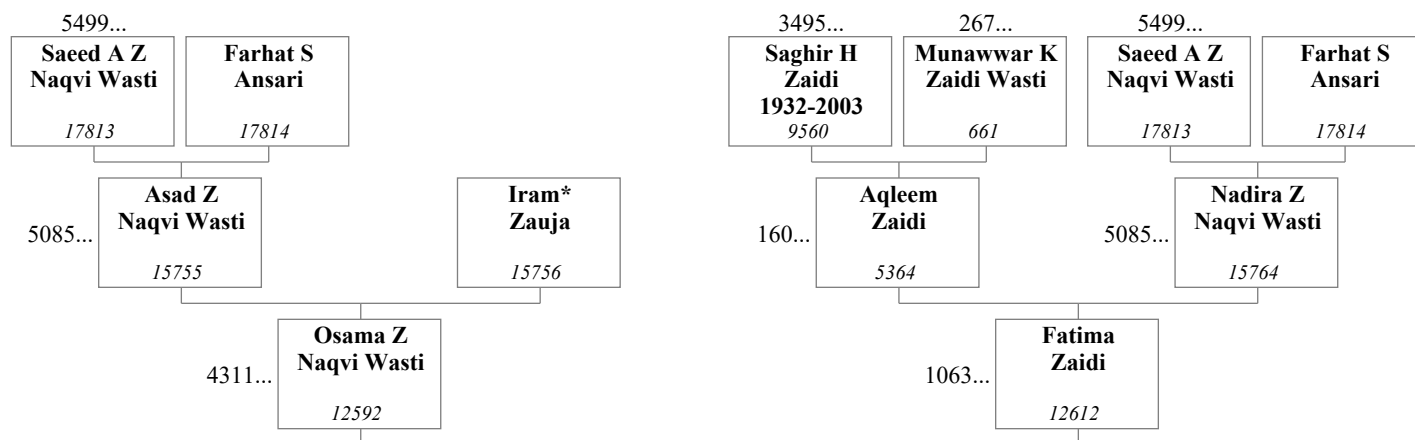 5499...
Saeed A Z
Naqvi Wasti
17813
Farhat S
Ansari
17814
3495...
Saghir H
Zaidi
1932-2003
9560
267...
Munawwar K
Zaidi Wasti
661
5499...
Saeed A Z
Naqvi Wasti
17813
Farhat S
Ansari
17814
5085...
Asad Z
Naqvi Wasti
15755
Iram*
Zauja
15756
160...
Aqleem
Zaidi
5364
5085...
Nadira Z
Naqvi Wasti
15764
4311...
Osama Z
Naqvi Wasti
12592
1063...
Fatima
Zaidi
12612